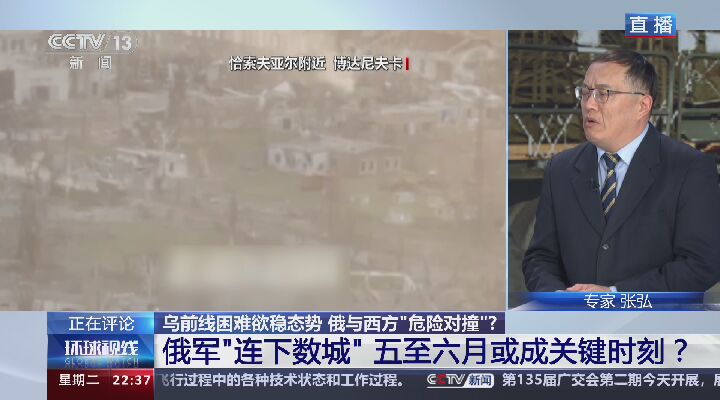 CCTV 13
新闻
直播
恰索夫亚尔附近 博达尼夫卡
专家 张弘
正在评论
乌前线困难欲稳态势 俄与西方"危险对撞"?
环球视线
俄军"连下数城" 五至六月或成关键时刻?
星期二 22:37 飞行过程中的各种技术状态和工作过程。 CCTV 新闻 第135届广交会第二期今天开展,展